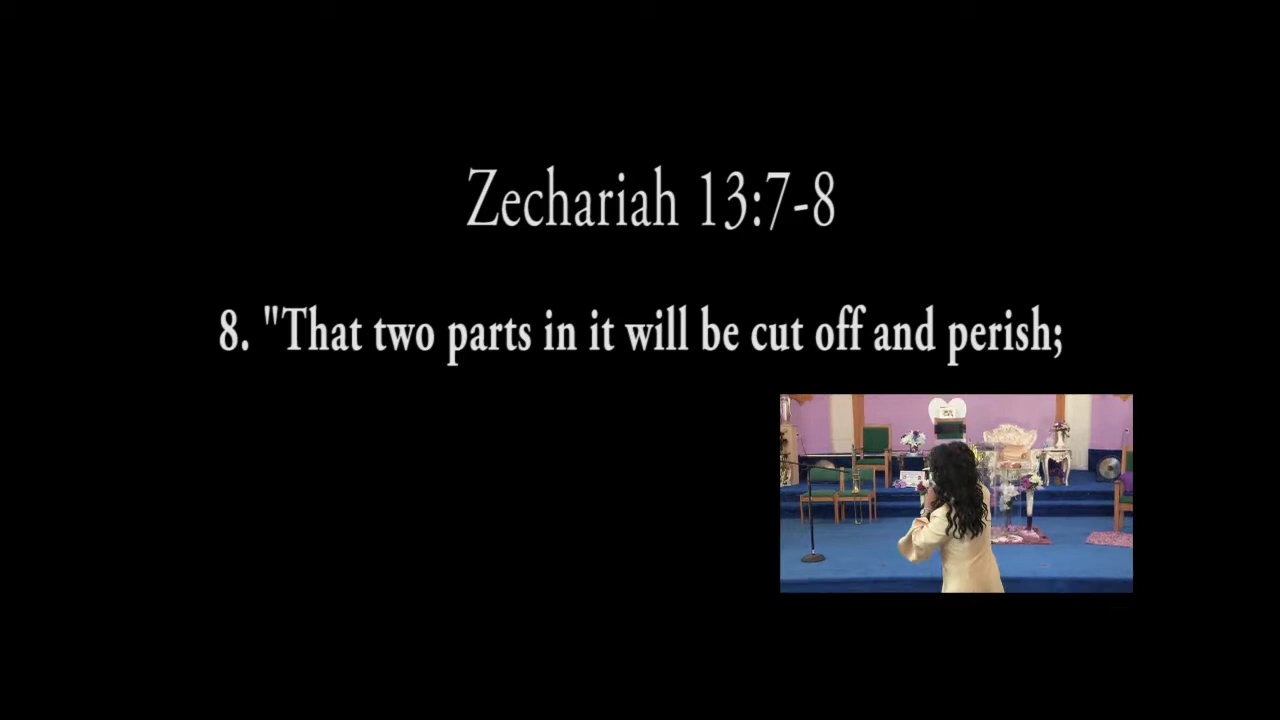 Zechariah 13:7-8
8. "That two parts in it will be cut off and perish;